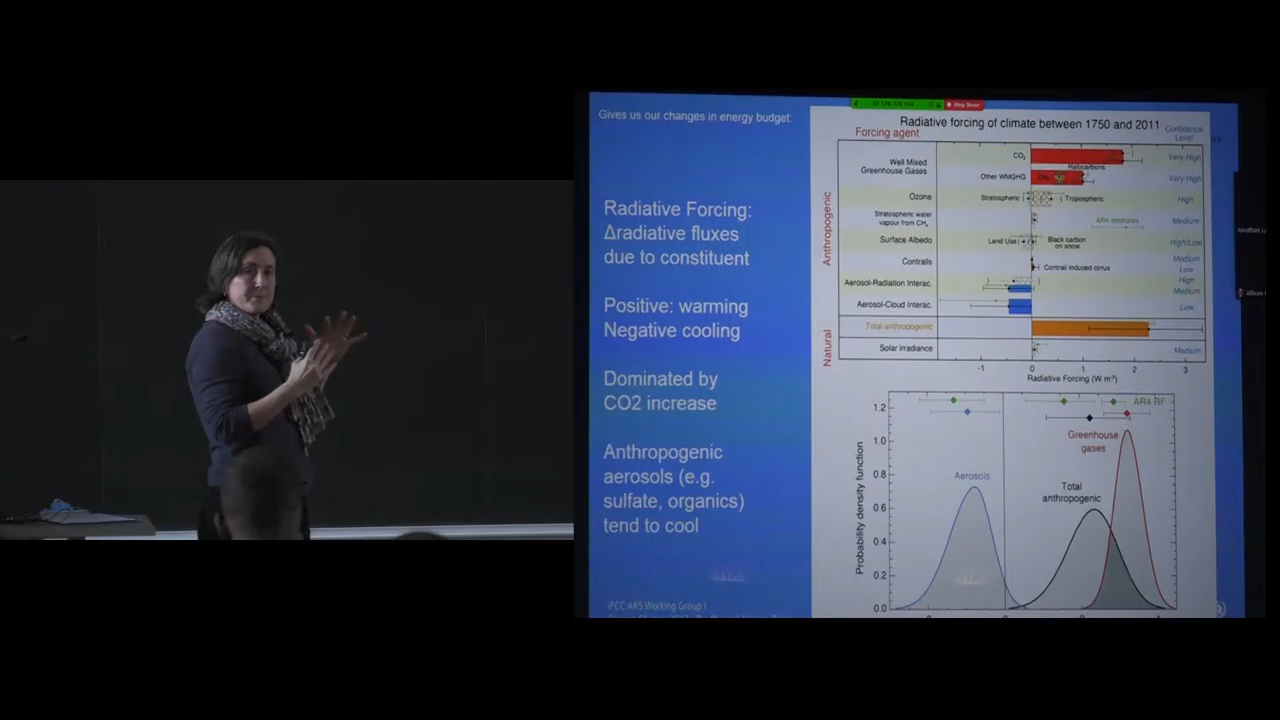 Gives us our changes in energy budget:
Radiative Forcing:
Δradiative fluxes
due to constituent
Positive: warming
Negative cooling
Dominated by
CO2 increase
Anthropogenic
aerosols (e.g.
sulfate, organics)
tend to cool
IPCC AR5 Working Group I
Stop Share
Radiative forcing of climate between 1750 and 2011
Forcing agent
Confidence
Level
Anthropogenic
Natural
Well Mixed
Greenhouse Gases
CO₂
Very High
Halocarbons
Other WMGHG
CH₄
N₂O
Very High
Ozone
Stratospheric
Tropospheric
High
Stratospheric water
vapour from CH₄
AR4 estimates
Medium
Surface Albedo
Land Use
Black carbon
on snow
High/Low
Contrails
Contrail induced cirrus
Medium
Low
Aerosol-Radiation Interac.
High
Medium
Aerosol-Cloud Interac.
Low
Total anthropogenic
Solar irradiance
Medium
-1 0 1 2 3
Radiative Forcing (W m⁻²)
Probability density function
1.2
1.0
0.8
0.6
0.4
0.2
0.0
AR4 RF
Greenhouse
gases
Aerosols
Total
anthropogenic